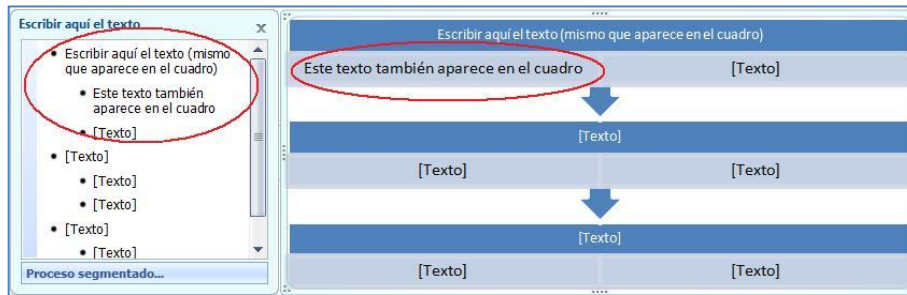 Escribir aquí el texto
x
Escribir aquí el texto (mismo
que aparece en el cuadro)
Este texto también
aparece en el cuadro
[Texto]
[Texto]
[Texto]
[Texto]
[Texto]
[Texto]
Proceso segmentado...
Escribir aquí el texto (mismo que aparece en el cuadro)
Este texto también aparece en el cuadro
[Texto]
[Texto]
[Texto]
[Texto]
[Texto]
[Texto]
[Texto]